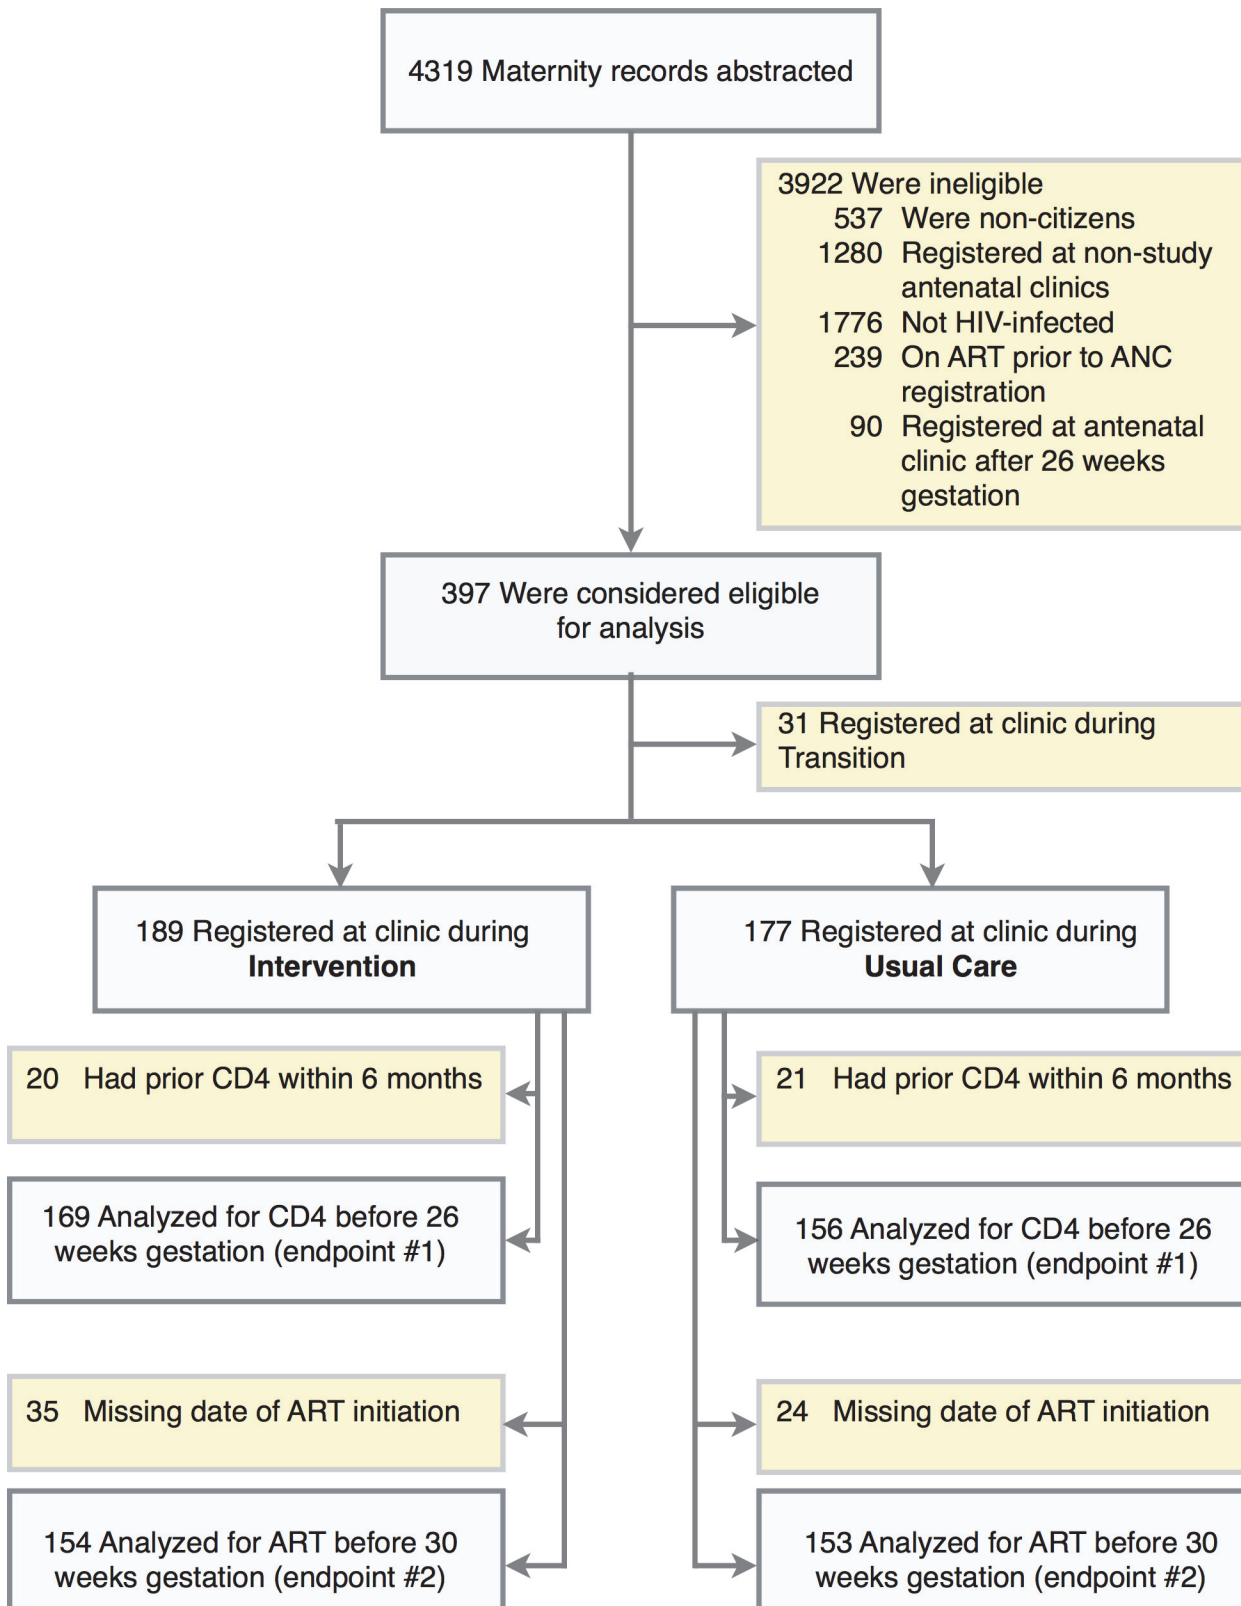 4319 Maternity records abstracted
3922 Were ineligible
537 Were non-citizens
1280 Registered at non-study
antenatal clinics
1776 Not HIV-infected
239 On ART prior to ANC
registration
90 Registered at antenatal
clinic after 26 weeks
gestation
397 Were considered eligible
for analysis
31 Registered at clinic during
Transition
189 Registered at clinic during
Intervention
177 Registered at clinic during
Usual Care
20 Had prior CD4 within 6 months
21 Had prior CD4 within 6 months
169 Analyzed for CD4 before 26
weeks gestation (endpoint #1)
156 Analyzed for CD4 before 26
weeks gestation (endpoint #1)
35 Missing date of ART initiation
24 Missing date of ART initiation
154 Analyzed for ART before 30
weeks gestation (endpoint #2)
153 Analyzed for ART before 30
weeks gestation (endpoint #2)